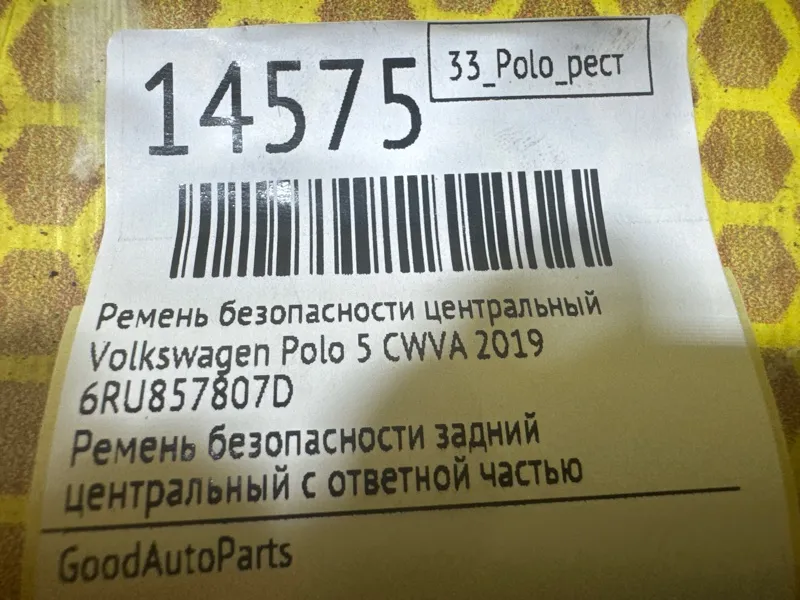 14575
33_Polo_рест
Ремень безопасности центральный
Volkswagen Polo 5 CWVA 2019
6RU857807D
Ремень безопасности задний
центральный с ответной частью
GoodAutoParts